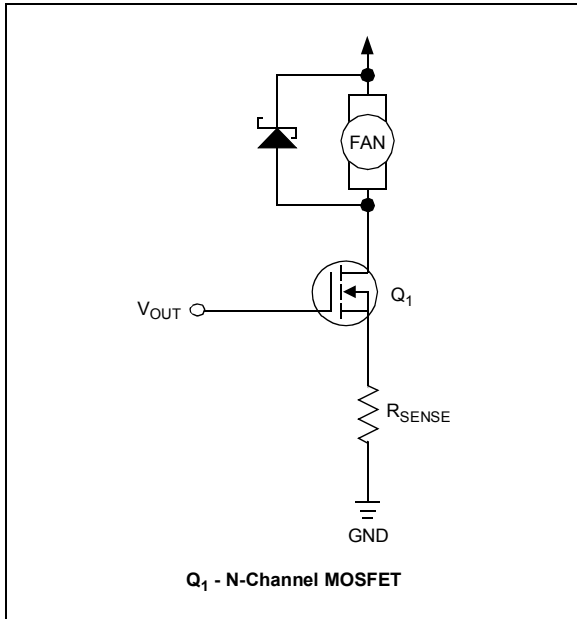 FAN
Q1
VOUT
RSENSE
GND
Q1 - N-Channel MOSFET